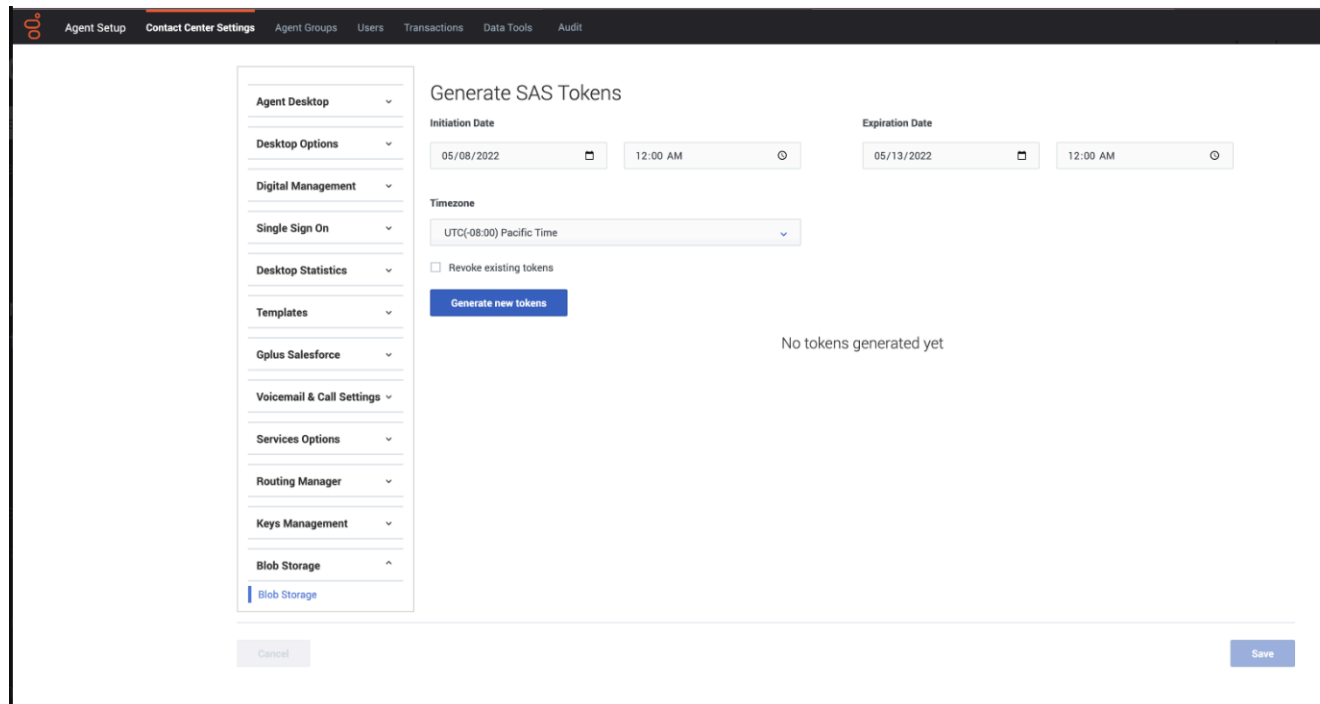 Agent Setup Contact Center Settings Agent Groups Users Transactions Data Tools Audit
Agent Desktop
Desktop Options
Digital Management
Single Sign On
Desktop Statistics
Templates
Gplus Salesforce
Voicemail & Call Settings
Services Options
Routing Manager
Keys Management
Blob Storage
Blob Storage
Generate SAS Tokens
Initiation Date Expiration Date
05/08/2022 12:00 AM 05/13/2022 12:00 AM
Timezone
UTC(-08:00) Pacific Time
Revoke existing tokens
Generate new tokens
No tokens generated yet
Cancel Save